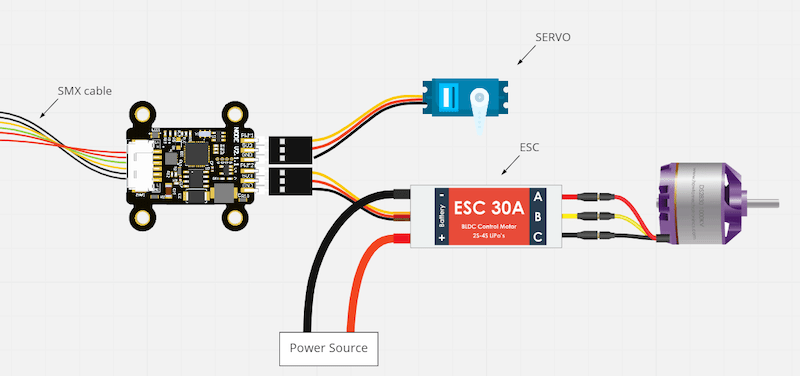 SERVO
SMX cable
ESC
Battery
-
+
ESC 30A
BLDC Control Motor
2S-4S LiPo's
A
B
C
Power Source